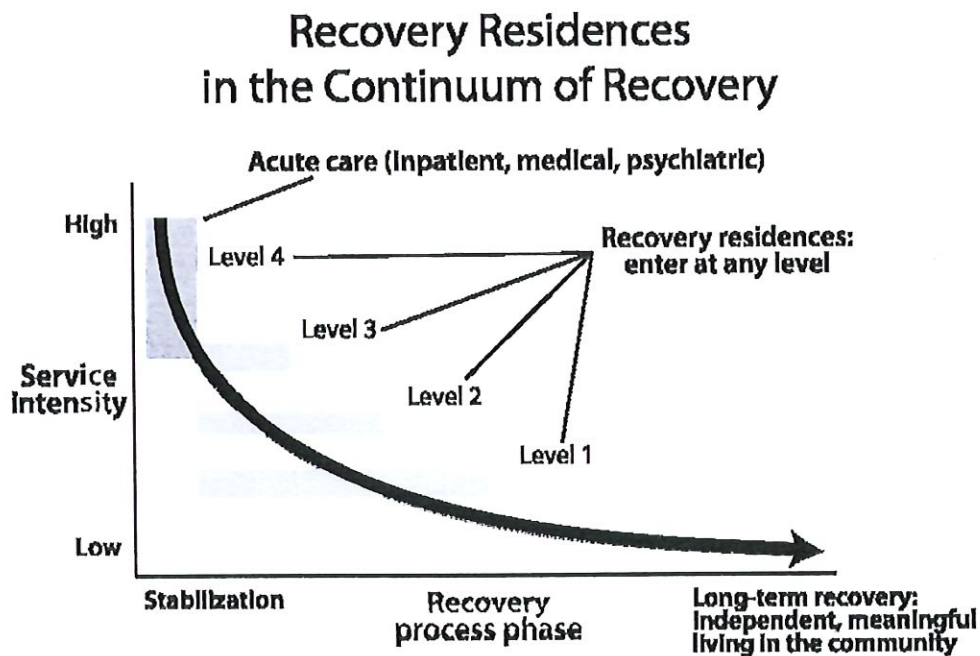 Recovery Residences
in the Continuum of Recovery
Acute care (inpatient, medical, psychiatric)
High
Level 4
Recovery residences:
enter at any level
Level 3
Service
Intensity
Level 2
Level 1
Low
Stabilization
Recovery
process phase
Long-term recovery:
independent, meaningful
living in the community